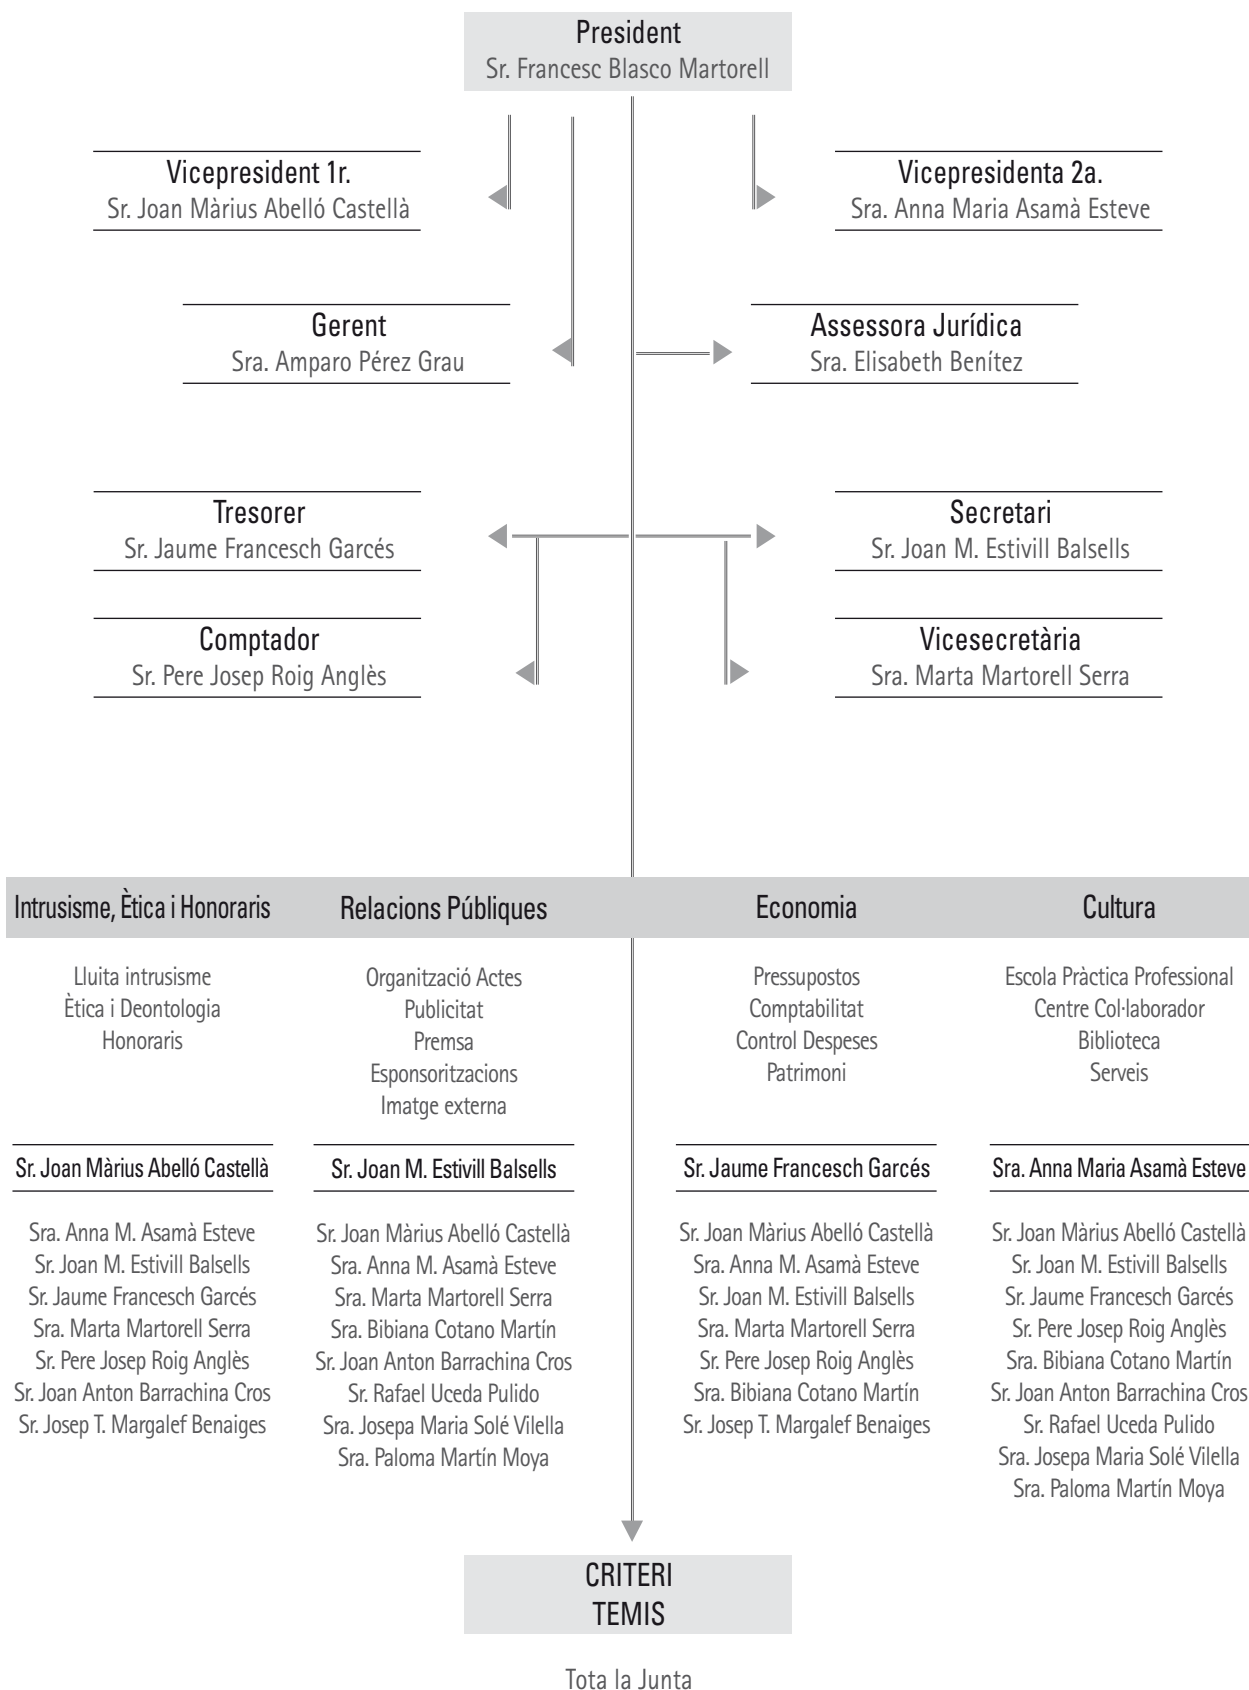 President
Sr. Francesc Blasco Martorell
Vicepresident 1r.
Sr. Joan Màrius Abelló Castellà
Vicepresidenta 2a.
Sra. Anna Maria Asamà Esteve
Gerent
Sra. Amparo Pérez Grau
Assessora Jurídica
Sra. Elisabeth Benítez
Tresorer
Sr. Jaume Francesch Garcés
Secretari
Sr. Joan M. Estivill Balsells
Comptador
Sr. Pere Josep Roig Anglès
Vicesecretària
Sra. Marta Martorell Serra
Intrusisme, Ètica i Honoraris
Lluita intrusisme
Ètica i Deontologia
Honoraris
Sr. Joan Màrius Abelló Castellà
Sra. Anna M. Asamà Esteve
Sr. Joan M. Estivill Balsells
Sr. Jaume Francesch Garcés
Sra. Marta Martorell Serra
Sr. Pere Josep Roig Anglès
Sr. Joan Anton Barrachina Cros
Sr. Josep T. Margalef Benaiges
Relacions Públiques
Organització Actes
Publicitat
Premsa
Esponsoritzacions
Imatge externa
Sr. Joan M. Estivill Balsells
Sr. Joan Màrius Abelló Castellà
Sra. Anna M. Asamà Esteve
Sra. Marta Martorell Serra
Sra. Bibiana Cotano Martín
Sr. Joan Anton Barrachina Cros
Sr. Rafael Uceda Pulido
Sra. Josepa Maria Solé Vilella
Sra. Paloma Martín Moya
Economia
Pressupostos
Comptabilitat
Control Despeses
Patrimoni
Sr. Jaume Francesch Garcés
Sr. Joan Màrius Abelló Castellà
Sra. Anna M. Asamà Esteve
Sr. Joan M. Estivill Balsells
Sra. Marta Martorell Serra
Sr. Pere Josep Roig Anglès
Sra. Bibiana Cotano Martín
Sr. Josep T. Margalef Benaiges
Cultura
Escola Pràctica Professional
Centre Col·laborador
Biblioteca
Serveis
Sra. Anna Maria Asamà Esteve
Sr. Joan Màrius Abelló Castellà
Sr. Joan M. Estivill Balsells
Sr. Jaume Francesch Garcés
Sr. Pere Josep Roig Anglès
Sra. Bibiana Cotano Martín
Sr. Joan Anton Barrachina Cros
Sr. Rafael Uceda Pulido
Sra. Josepa Maria Solé Vilella
Sra. Paloma Martín Moya
CRITERI
TEMIS
Tota la Junta